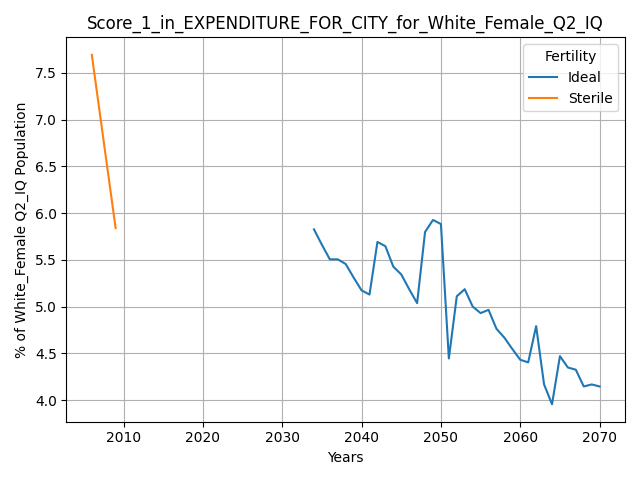 Score_1_in_EXPENDITURE_FOR_CITY_for_White_Female_Q2_IQ
Fertility
Ideal
Sterile
% of White_Female Q2_IQ Population
7.5
7.0
6.5
6.0
5.5
5.0
4.5
4.0
2010 2020 2030 2040 2050 2060 2070
Years